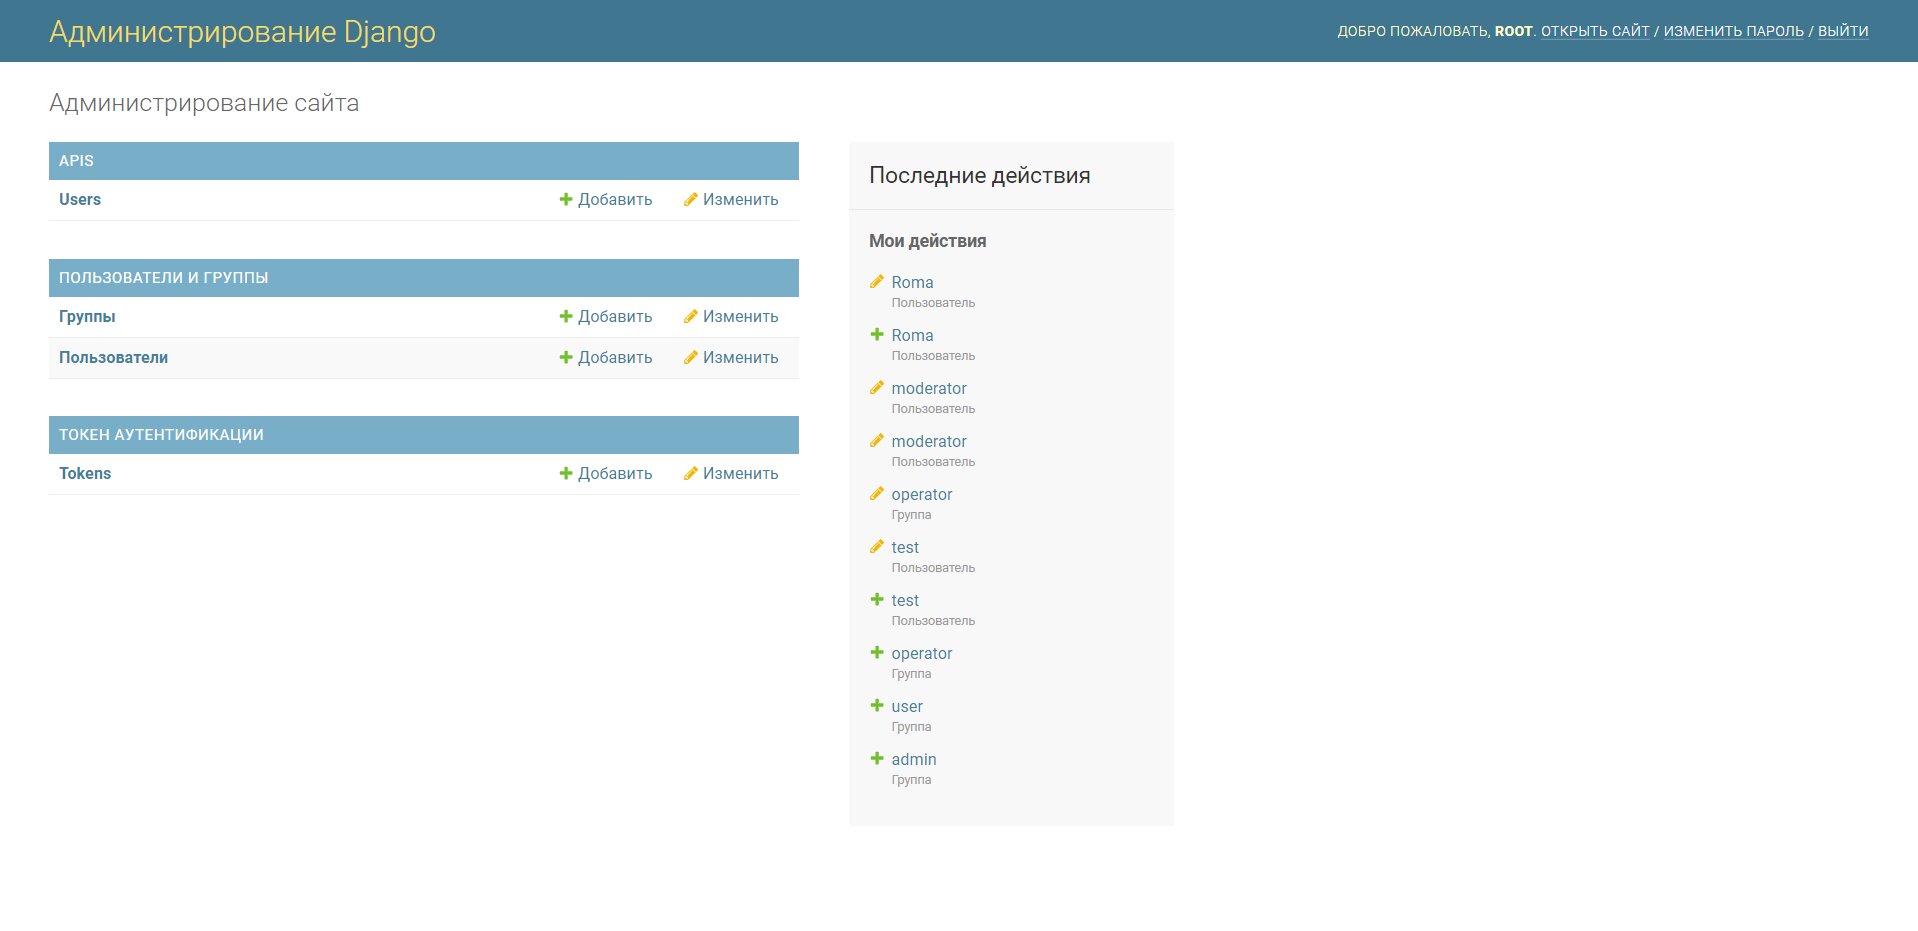 Администрирование Django
ДОБРО ПОЖАЛОВАТЬ, ROOT. ОТКРЫТЬ САЙТ / ИЗМЕНИТЬ ПАРОЛЬ / ВЫЙТИ
Администрирование сайта
APIS
Users Добавить Изменить
ПОЛЬЗОВАТЕЛИ И ГРУППЫ
Группы Добавить Изменить
Пользователи Добавить Изменить
ТОКЕН АУТЕНТИФИКАЦИИ
Tokens Добавить Изменить
Последние действия
Мои действия
Roma
Пользователь
Roma
Пользователь
moderator
Пользователь
moderator
Пользователь
operator
Группа
test
Пользователь
test
Пользователь
operator
Группа
user
Группа
admin
Группа